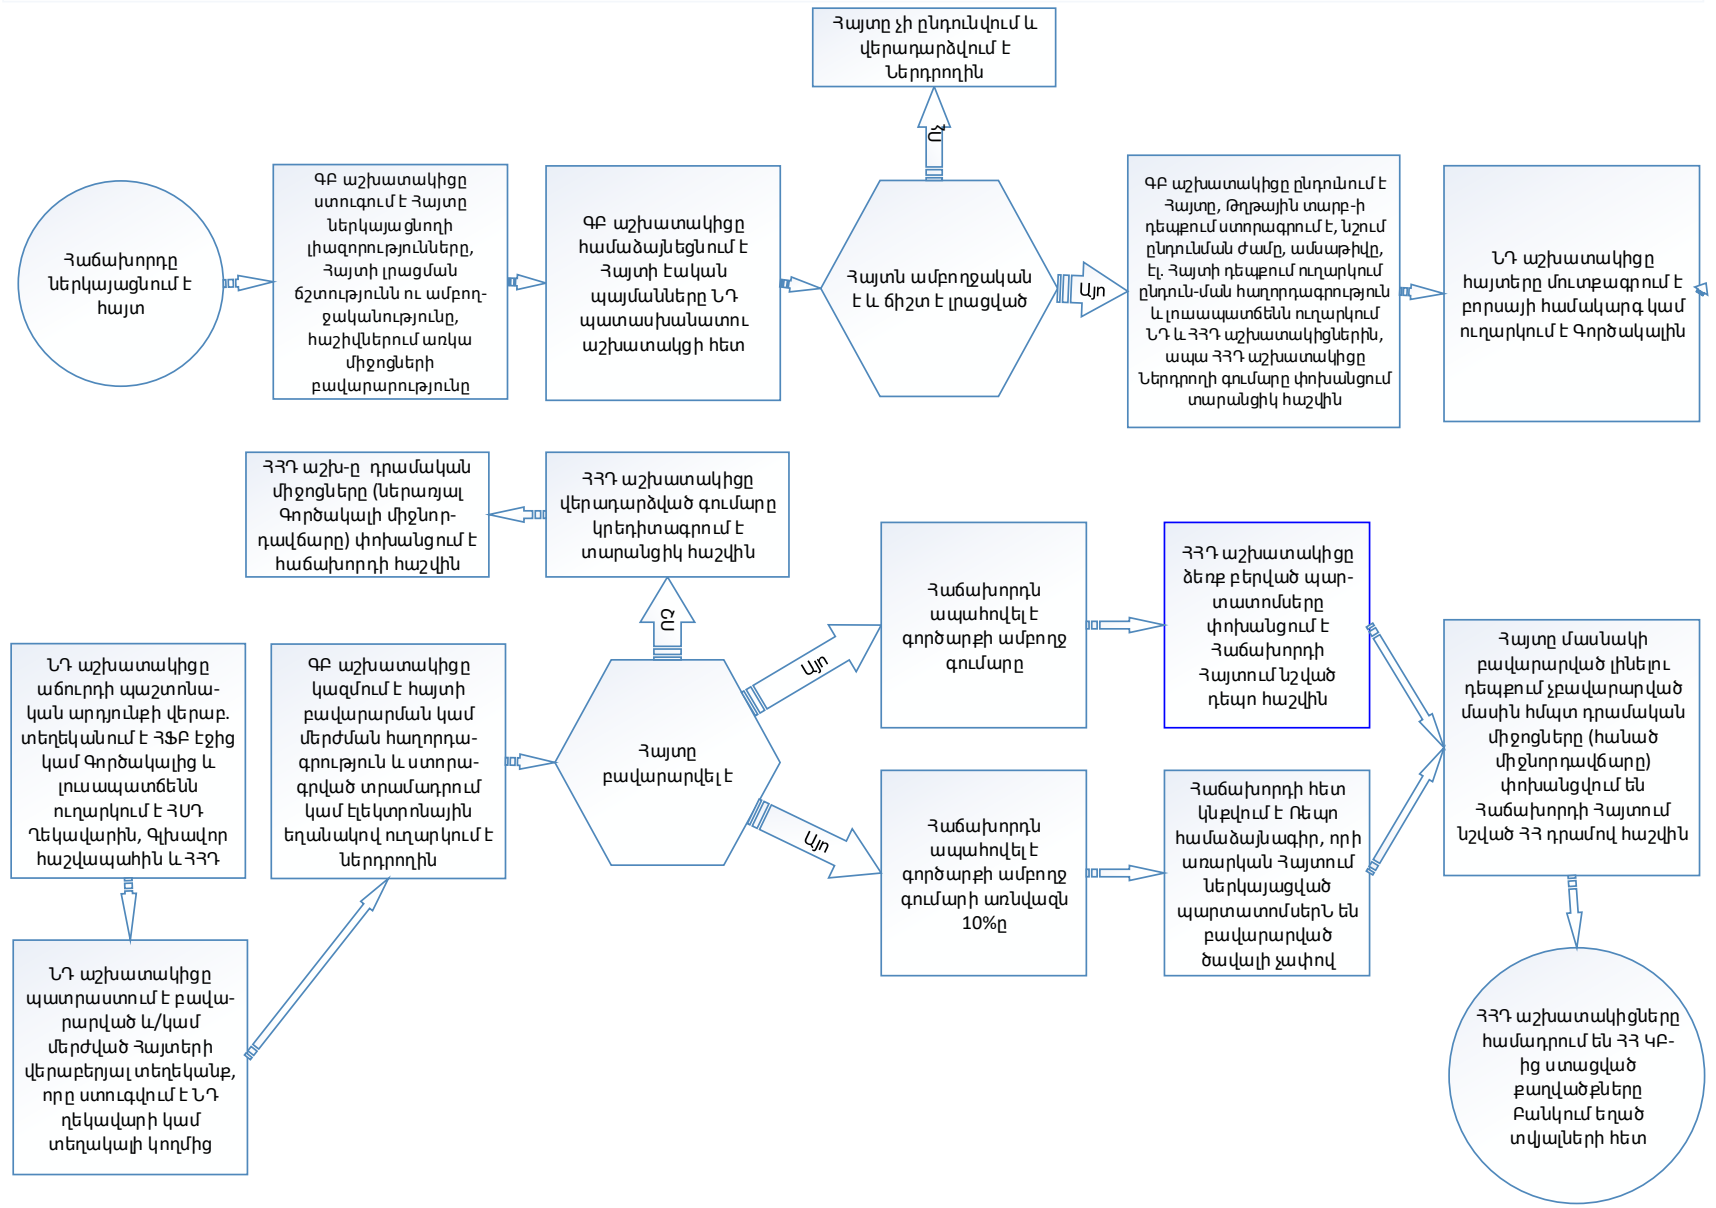 Հայտը չի ընդունվում և
վերադարձվում է
Ներդրողին
ՈՉ
Հաճախորդը
ներկայացնում է
հայտ
ԳԲ աշխատակիցը
ստուգում է Հայտը
ներկայացնողի
լիազորությունները,
Հայտի լրացման
ճշտությունն ու ամբող-
ջականությունը,
հաշիվներում առկա
միջոցների
բավարարությունը
ԳԲ աշխատակիցը
համաձայնեցնում է
Հայտի էական
պայմանները ՆԴ
պատասխանատու
աշխատակցի հետ
Հայտն ամբողջական
է և ճիշտ է լրացված
Այո
ԳԲ աշխատակիցը ընդունում է
Հայտը, Թղթային տարբ-ի
դեպքում ստորագրում է, նշում
ընդունման ժամը, ամսաթիվը,
էլ. Հայտի դեպքում ուղարկում
ընդուն-ման հաղորդագրություն
և լուսապատճենն ուղարկում
ՆԴ և ՀՀԴ աշխատակիցներին,
ապա ՀՀԴ աշխատակիցը
Ներդրողի գումարը փոխանցում
տարանցիկ հաշվին
ՆԴ աշխատակիցը
հայտերը մուտքագրում է
բորսայի համակարգ կամ
ուղարկում է Գործակալին
ՀՀԴ աշխ-ը դրամական
միջոցները (ներառյալ
Գործակալի միջնոր-
դավճարը) փոխանցում է
հաճախորդի հաշվին
ՀՀԴ աշխատակիցը
վերադարձված գումարը
կրեդիտագրում է
տարանցիկ հաշվին
ՈՉ
ՆԴ աշխատակիցը
աճուրդի պաշտոնա-
կան արդյունքի վերաբ.
տեղեկանում է ՀՖԲ էջից
կամ Գործակալից և
լուսապատճենն
ուղարկում է ՀՍԴ
Ղեկավարին, Գլխավոր
հաշվապահին և ՀՀԴ
ԳԲ աշխատակիցը
կազմում է հայտի
բավարարման կամ
մերժման հաղորդա-
գրություն և ստորա-
գրված տրամադրում
կամ էլեկտրոնային
եղանակով ուղարկում է
ներդրողին
Հայտը
բավարարվել է
Այո
Այո
Հաճախորդն
ապահովել է
գործարքի ամբողջ
գումարը
ՀՀԴ աշխատակիցը
ձեռք բերված պար-
տատոմսերը
փոխանցում է
Հաճախորդի
Հայտում նշված
դեպո հաշվին
Հաճախորդն
ապահովել է
գործարքի ամբողջ
գումարի առնվազն
10%ը
Հաճախորդի հետ
կնքվում է Ռեպո
համաձայնագիր, որի
առարկան Հայտում
ներկայացված
պարտատոմսերՆ են
բավարարված
ծավալի չափով
Հայտը մասնակի
բավարարված լինելու
դեպքում չբավարարված
մասին հմպտ դրամական
միջոցները (հանած
միջնորդավճարը)
փոխանցվում են
Հաճախորդի Հայտում
նշված ՀՀ դրամով հաշվին
ՆԴ աշխատակիցը
պատրաստում է բավա-
րարված և/կամ
մերժված Հայտերի
վերաբերյալ տեղեկանք,
որը ստուգվում է ՆԴ
ղեկավարի կամ
տեղակալի կողմից
ՀՀԴ աշխատակիցները
համադրում են ՀՀ ԿԲ-
ից ստացված
քաղվածքները
Բանկում եղած
տվյալների հետ